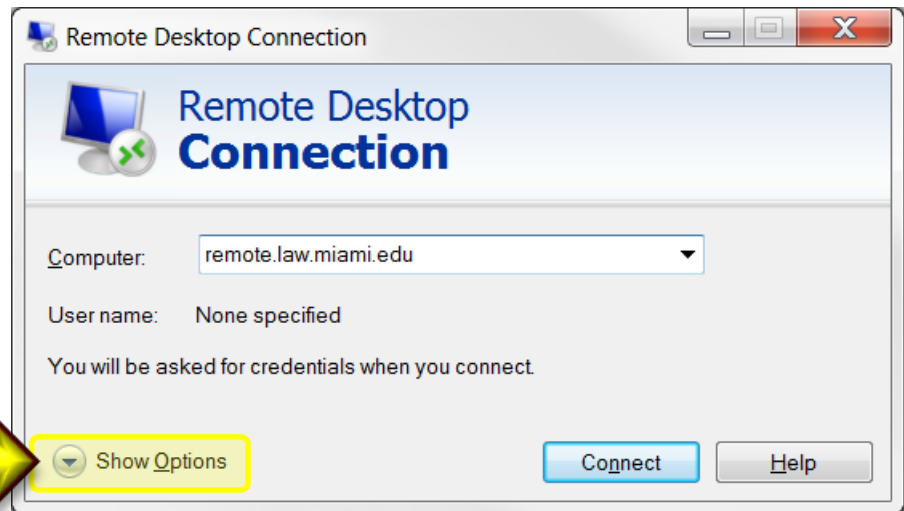 Remote Desktop Connection
Remote Desktop
Connection
Computer: remote.law.miami.edu
User name: None specified
You will be asked for credentials when you connect.
Show Options Connect Help